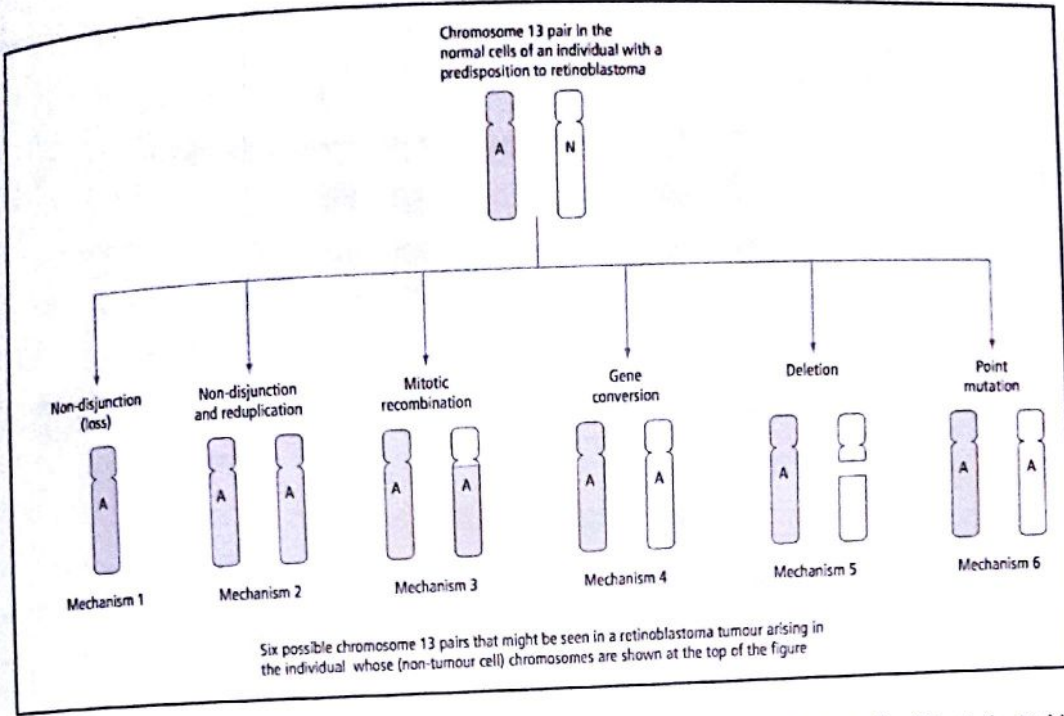 Chromosome 13 pair in the
normal cells of an individual with a
predisposition to retinoblastoma
A
N
Non-disjunction
(loss)
Non-disjunction
and reduplication
Mitotic
recombination
Gene
conversion
Deletion
Point
mutation
A
A
A
A
A
A
A
A
A
A
Mechanism 1
Mechanism 2
Mechanism 3
Mechanism 4
Mechanism 5
Mechanism 6
Six possible chromosome 13 pairs that might be seen in a retinoblastoma tumour arising in
the individual whose (non-tumour cell) chromosomes are shown at the top of the figure